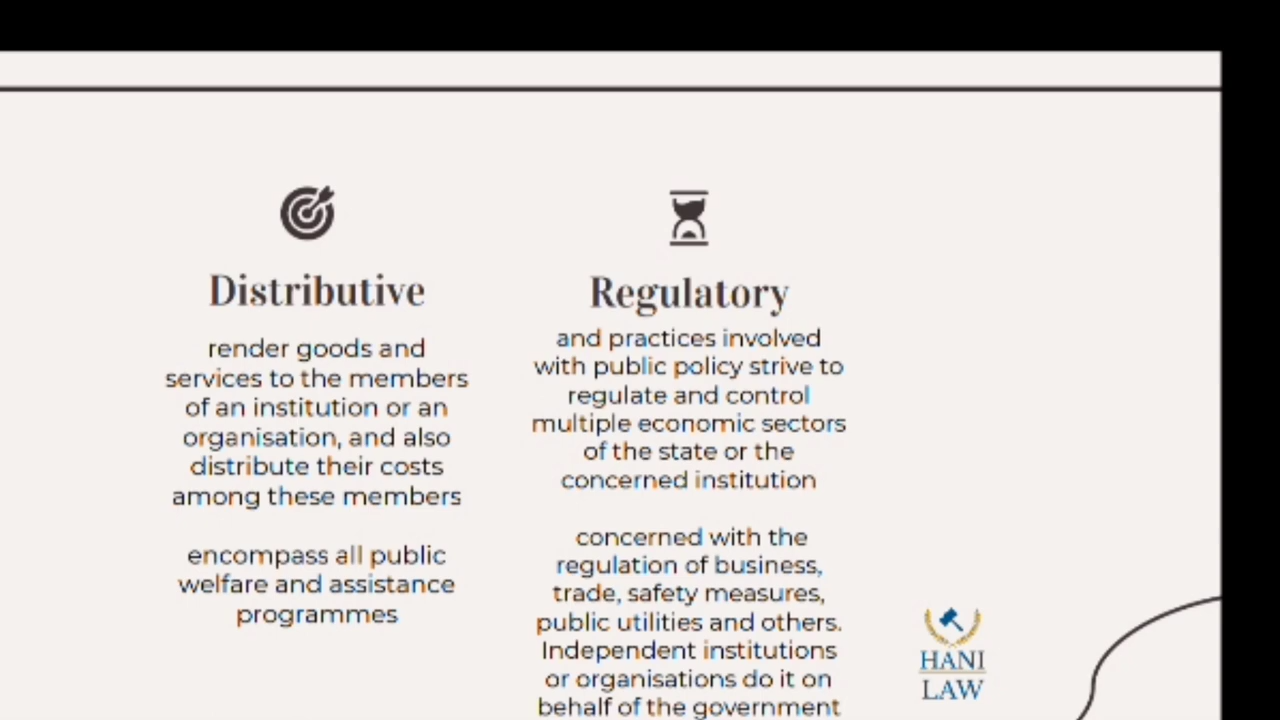 Distributive
render goods and
services to the members
of an institution or an
organisation, and also
distribute their costs
among these members
encompass all public
welfare and assistance
programmes
Regulatory
and practices involved
with public policy strive to
regulate and control
multiple economic sectors
of the state or the
concerned institution
concerned with the
regulation of business,
trade, safety measures,
public utilities and others.
Independent institutions
or organisations do it on
behalf of the government
HANI
LAW